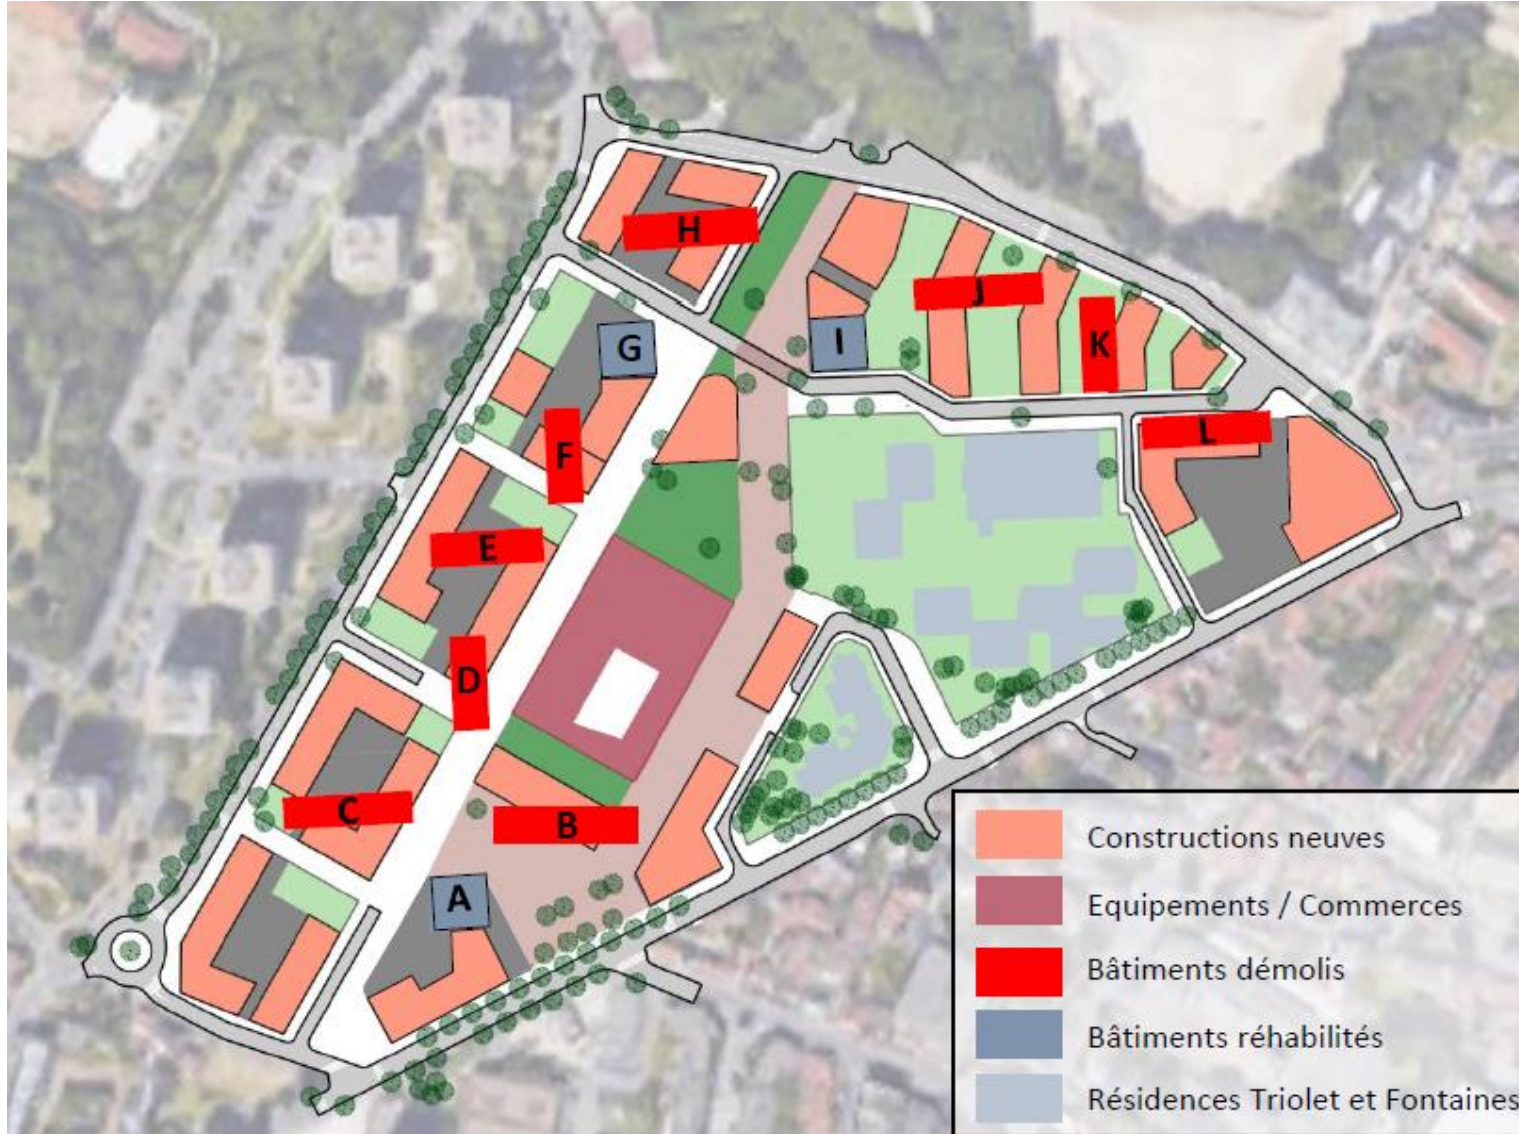 H
J
I
K
G
L
F
E
D
C
B
A
Constructions neuves
Equipements / Commerces
Bâtiments démolis
Bâtiments réhabilités
Résidences Triolet et Fontaines